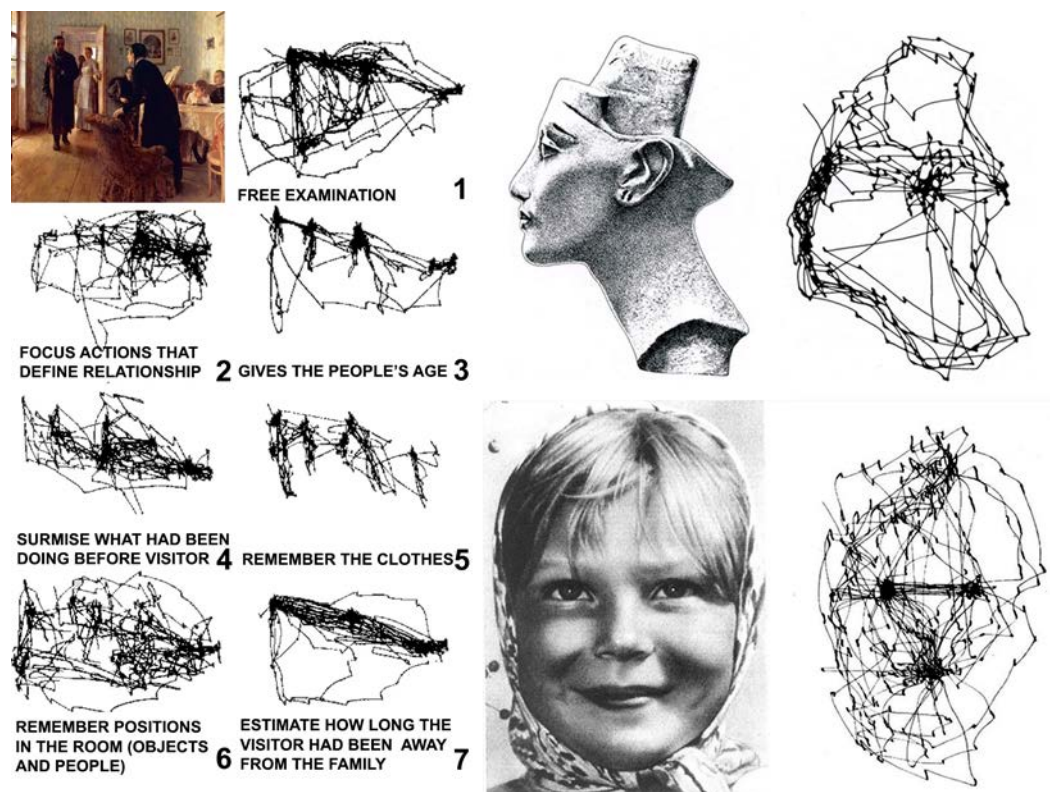 FREE EXAMINATION 1
FOCUS ACTIONS THAT
DEFINE RELATIONSHIP 2
GIVES THE PEOPLE'S AGE 3
SURMISE WHAT HAD BEEN
DOING BEFORE VISITOR 4
REMEMBER THE CLOTHES 5
REMEMBER POSITIONS
IN THE ROOM (OBJECTS
AND PEOPLE) 6
ESTIMATE HOW LONG THE
VISITOR HAD BEEN AWAY
FROM THE FAMILY 7